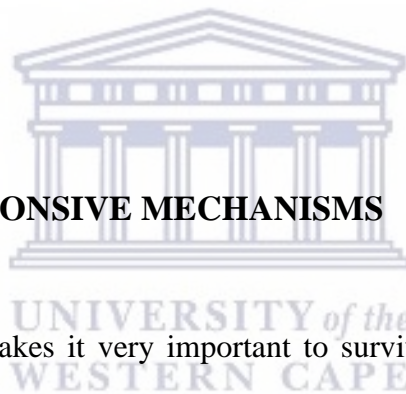 ONSIVE MECHANISMS
UNIVERSITY of the
akes it very important to survi
WESTERN CAPE